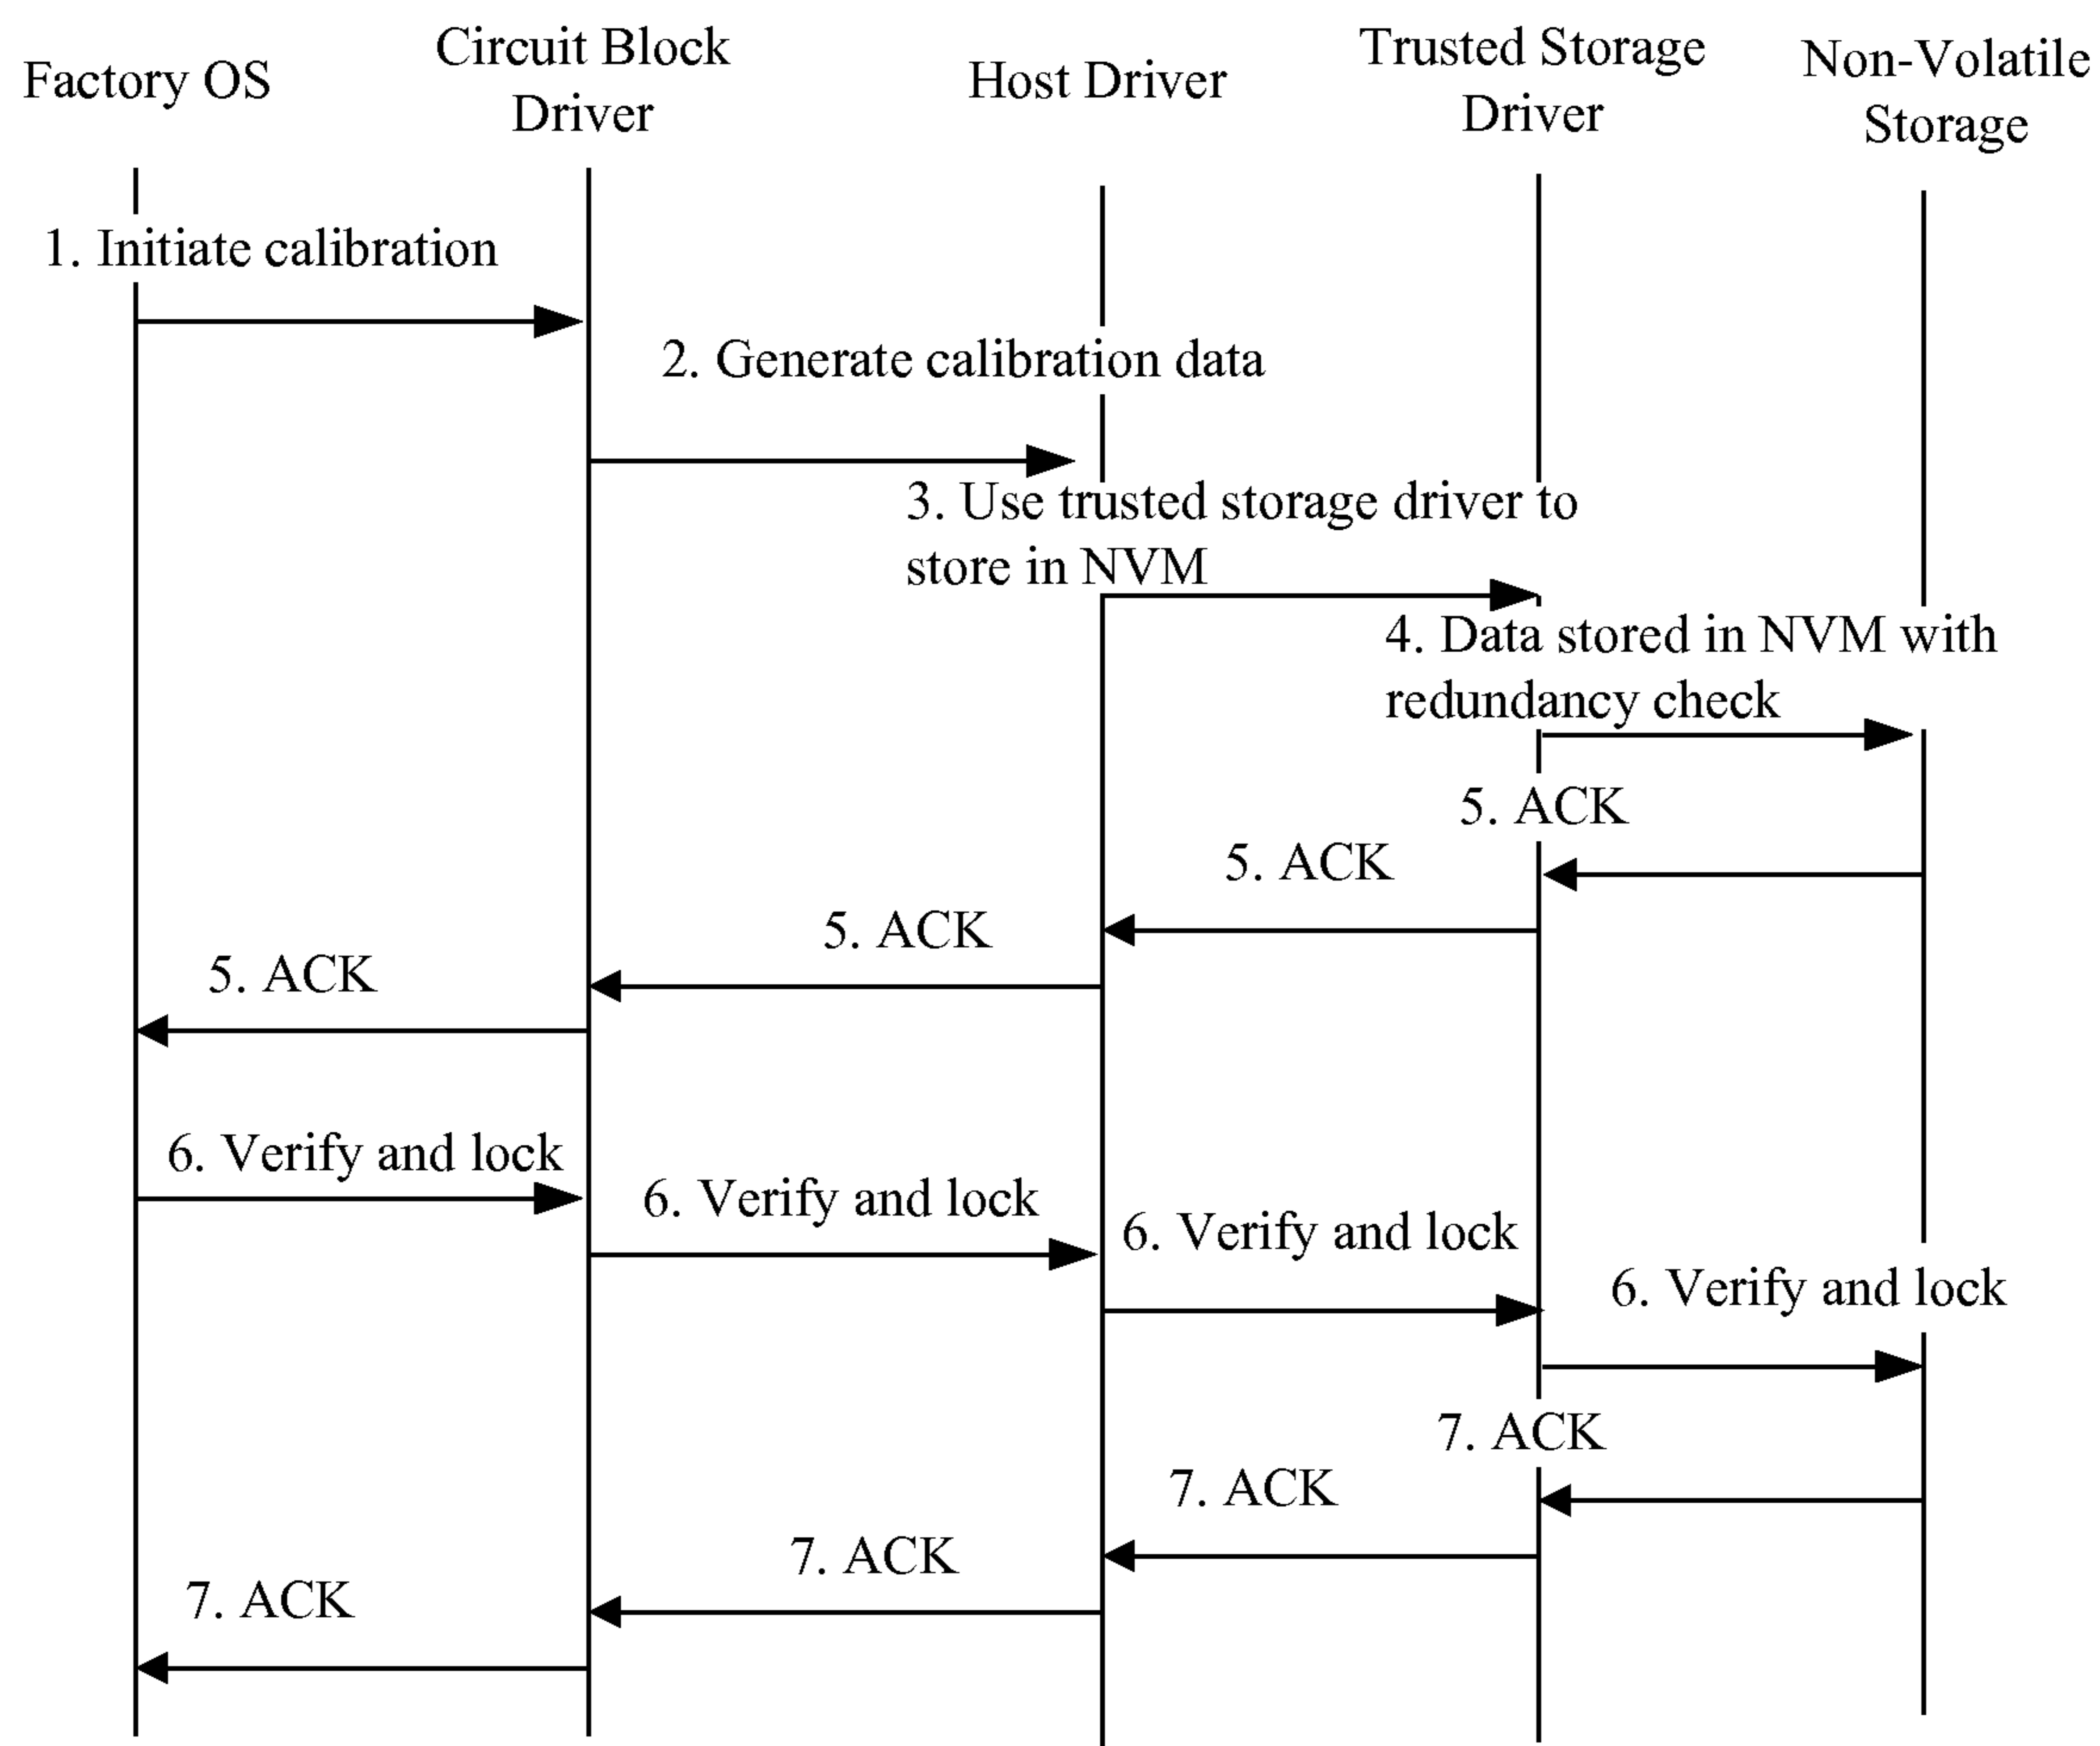 Factory OS
Circuit Block
Driver
Host Driver
Trusted Storage
Driver
Non-Volatile
Storage
1. Initiate calibration
2. Generate calibration data
3. Use trusted storage driver to
store in NVM
4. Data stored in NVM with
redundancy check
5. ACK
5. ACK
5. ACK
5. ACK
6. Verify and lock
6. Verify and lock
6. Verify and lock
6. Verify and lock
7. ACK
7. ACK
7. ACK
7. ACK